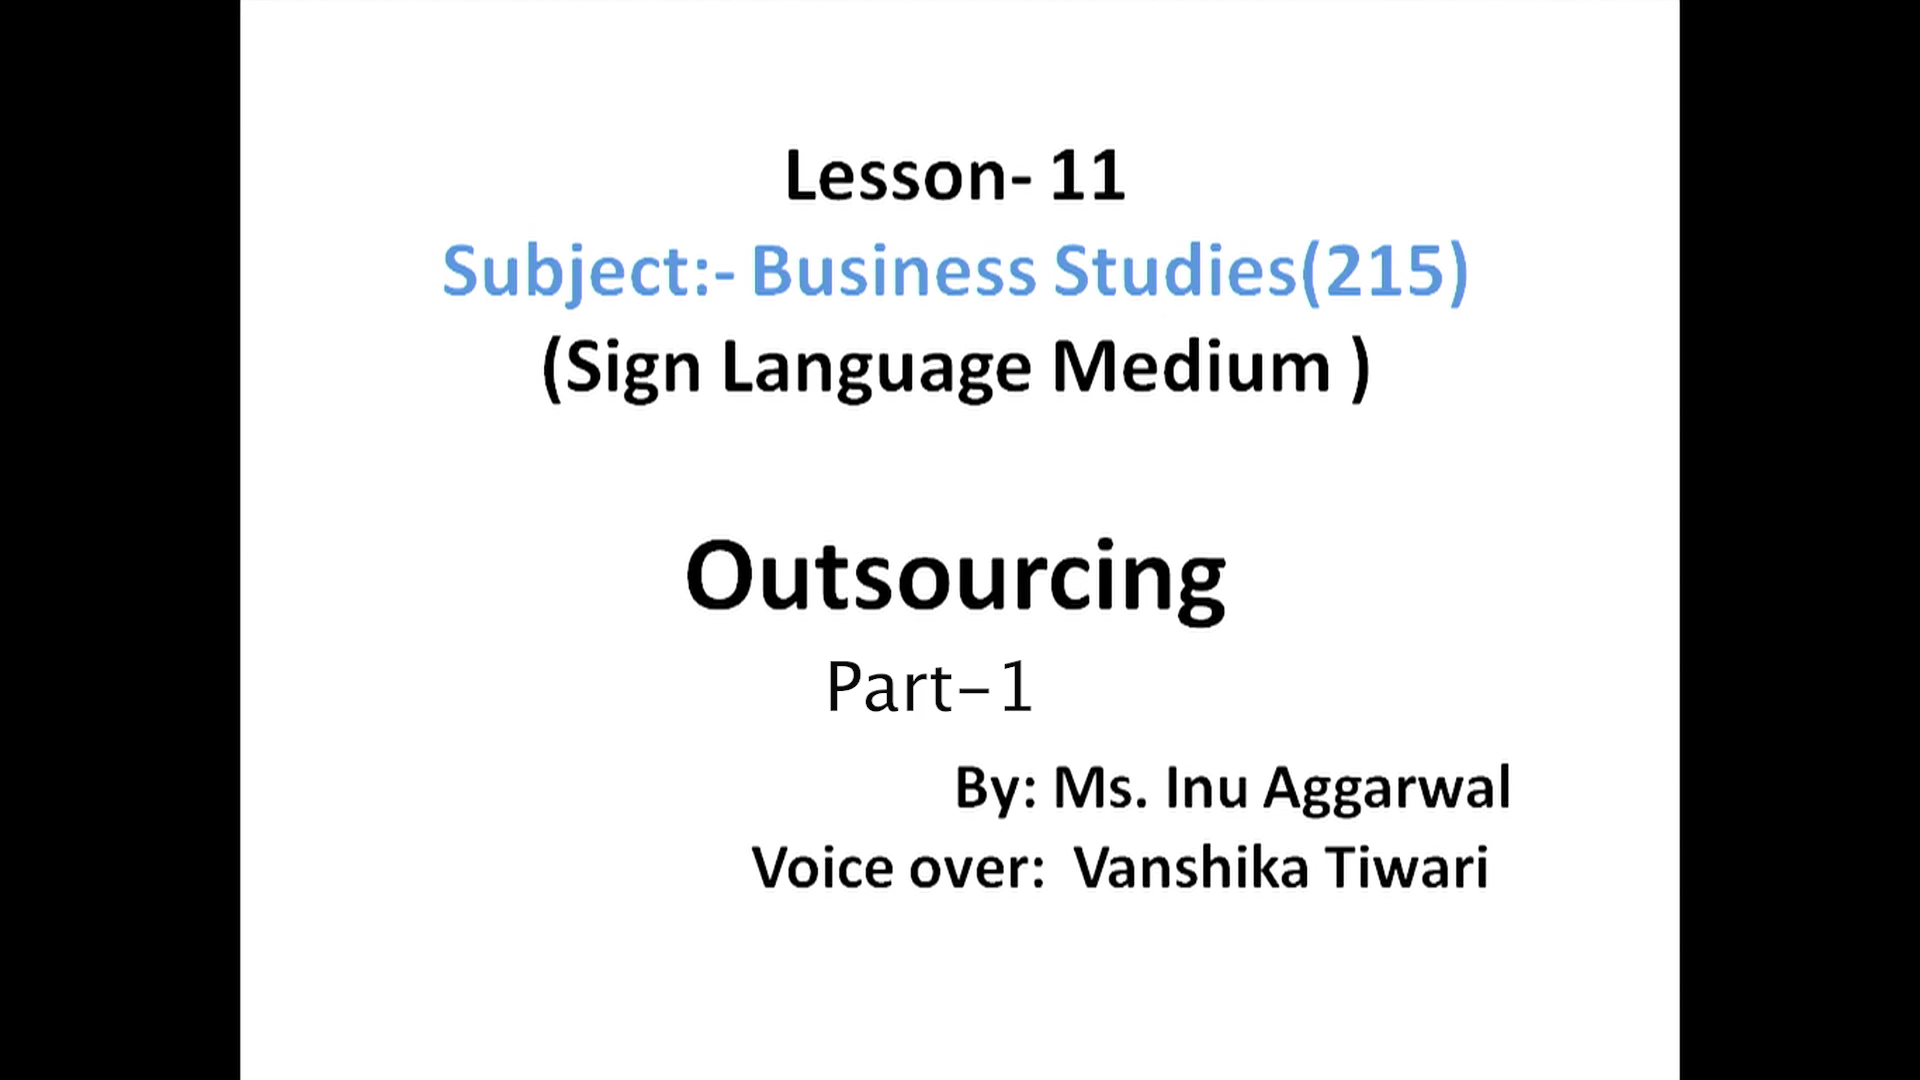 Lesson- 11
Subject:- Business Studies(215)
(Sign Language Medium )
Outsourcing
Part-1
By: Ms. Inu Aggarwal
Voice over:  Vanshika Tiwari